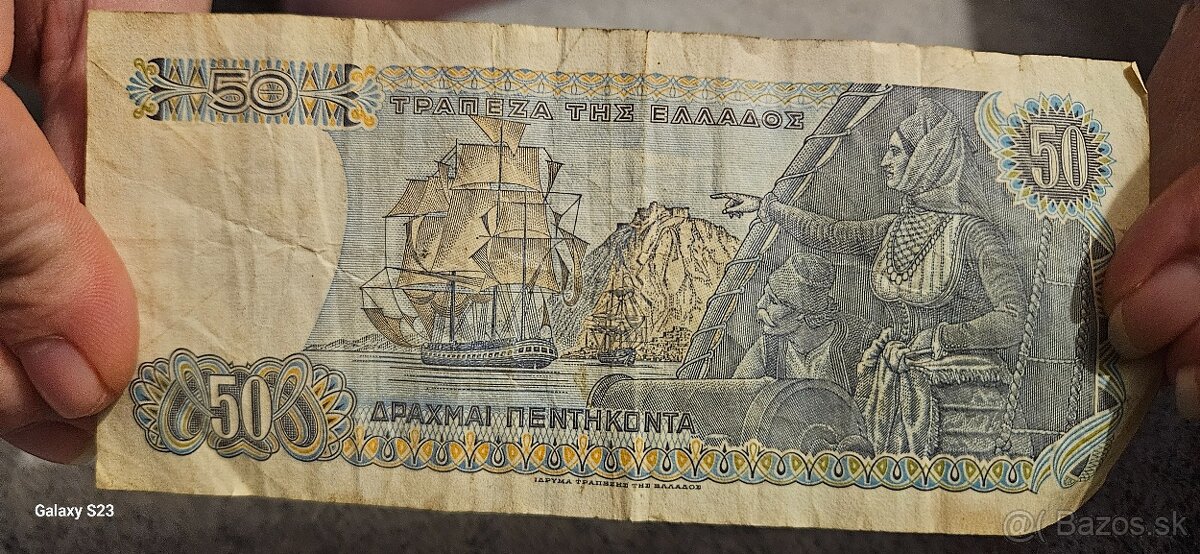 50
ΤΡΑΠΕΖΑ ΤΗΣ ΕΛΛΑΔΟΣ
50
50
ΔΡΑΧΜΑΙ ΠΕΝΤΗΚΟΝΤΑ
ΙΔΡΥΜΑ ΤΡΑΠΕΖΗΣ ΤΗΣ ΕΛΛΑΔΟΣ
Galaxy S23
@( Bazos.sk